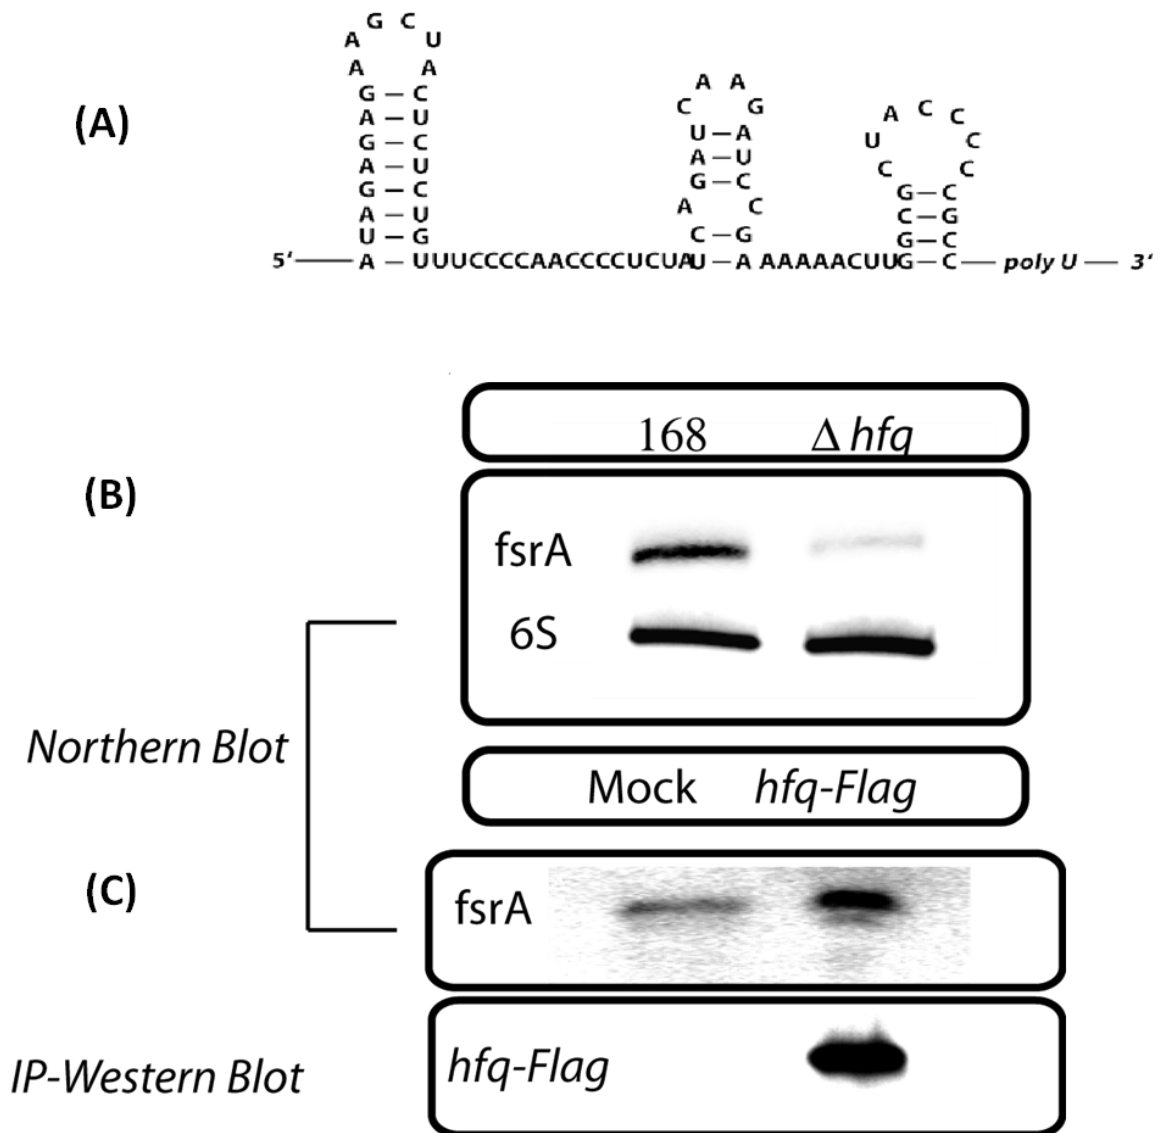 (A)
G C
A U
A A
G – C
A – U
G – C
A – U
G – C
A – U
U – G
A A
C G
U – A
A – U
G – C
A C
C – G
A C C
U C
C C
G – C
C – G
G – C
5' — A – UUUCCCCAACCCCUCUAU – A AAAAACUUG – C — poly U — 3'
(B)
168 Δ hfq
fsrA
6S
Northern Blot
Mock hfq-Flag
(C)
fsrA
IP-Western Blot
hfq-Flag